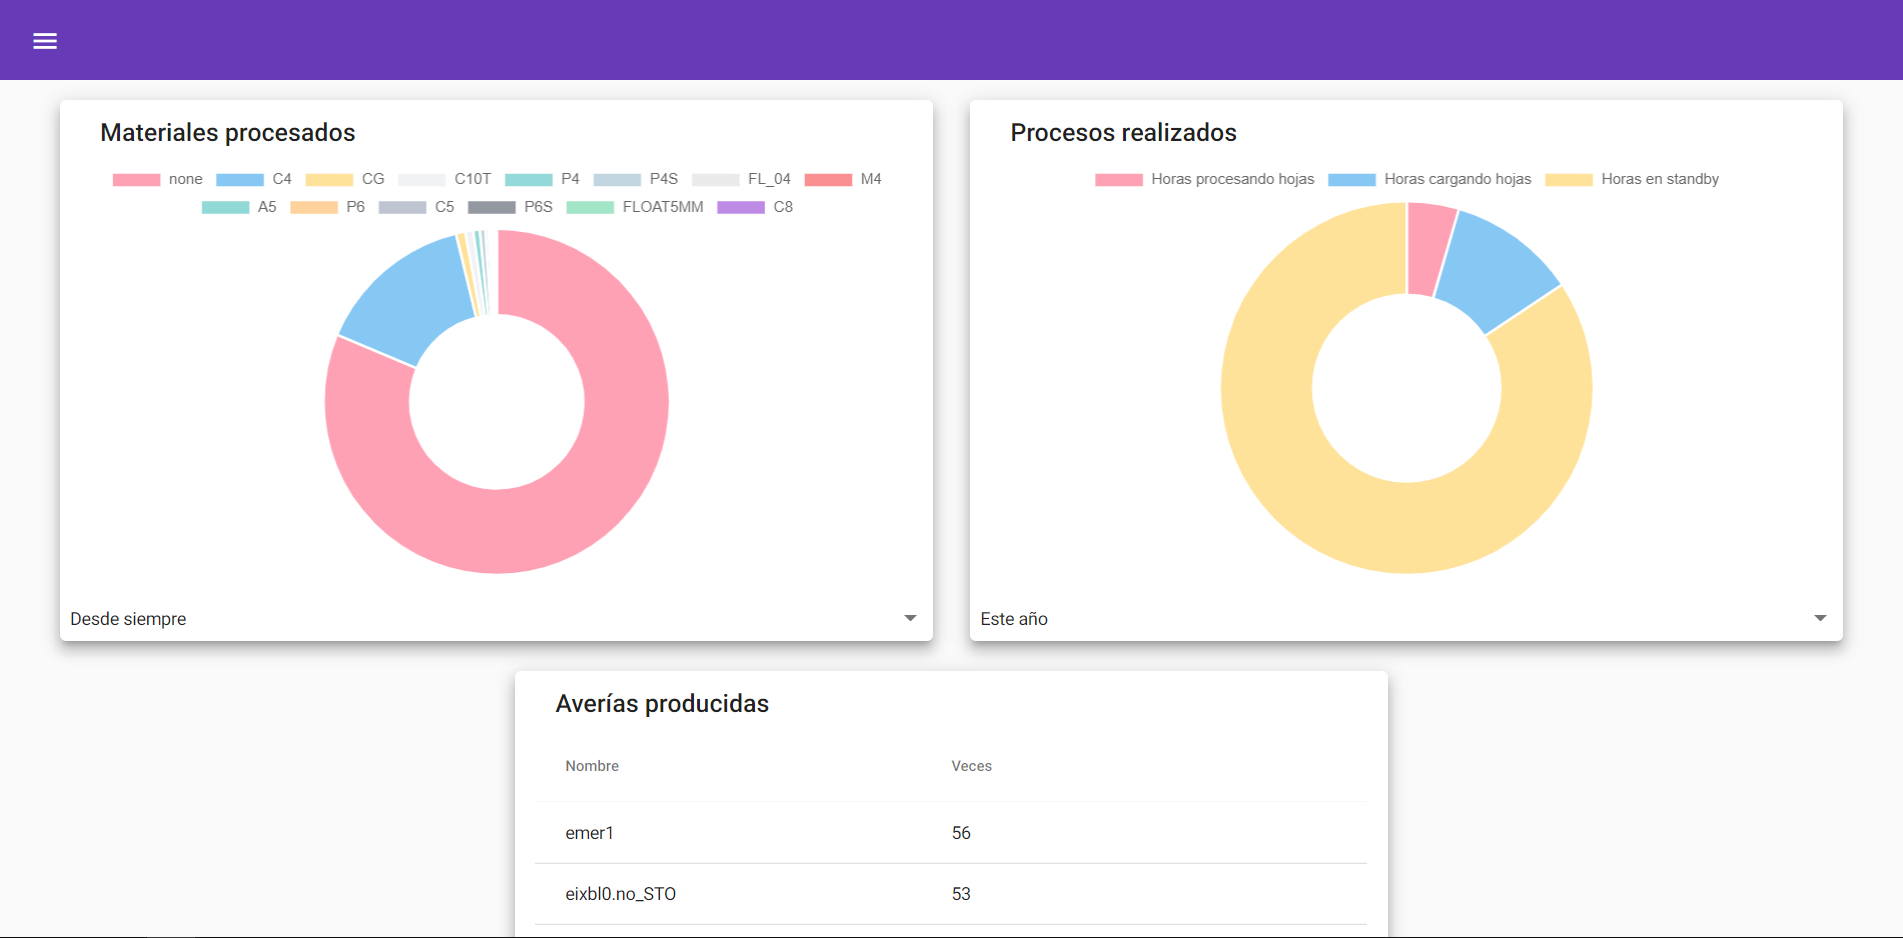 Materiales procesados
none C4 CG C10T P4 P4S FL_04 M4
A5 P6 C5 P6S FLOAT5MM C8
Desde siempre
Procesos realizados
Horas procesando hojas Horas cargando hojas Horas en standby
Este año
Averías producidas
Nombre Veces
emer1 56
eixbl0.no_STO 53